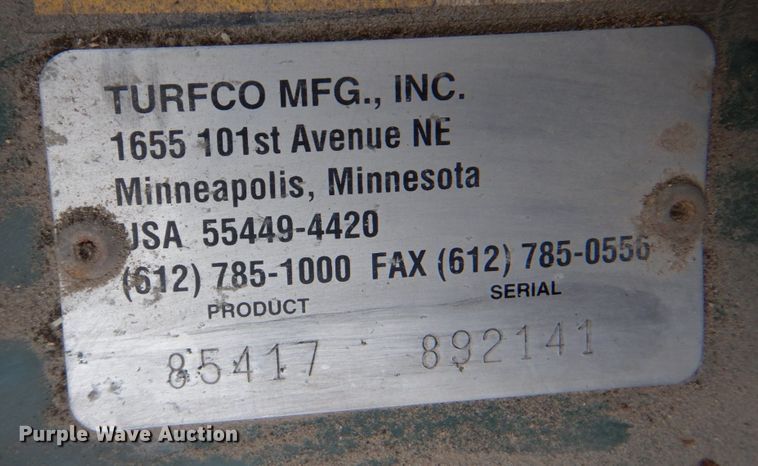 TURFCO MFG., INC.
1655 101st Avenue NE
Minneapolis, Minnesota
USA 55449-4420
(612) 785-1000 FAX (612) 785-0556
PRODUCT SERIAL
85417 892141
Purple Wave Auction